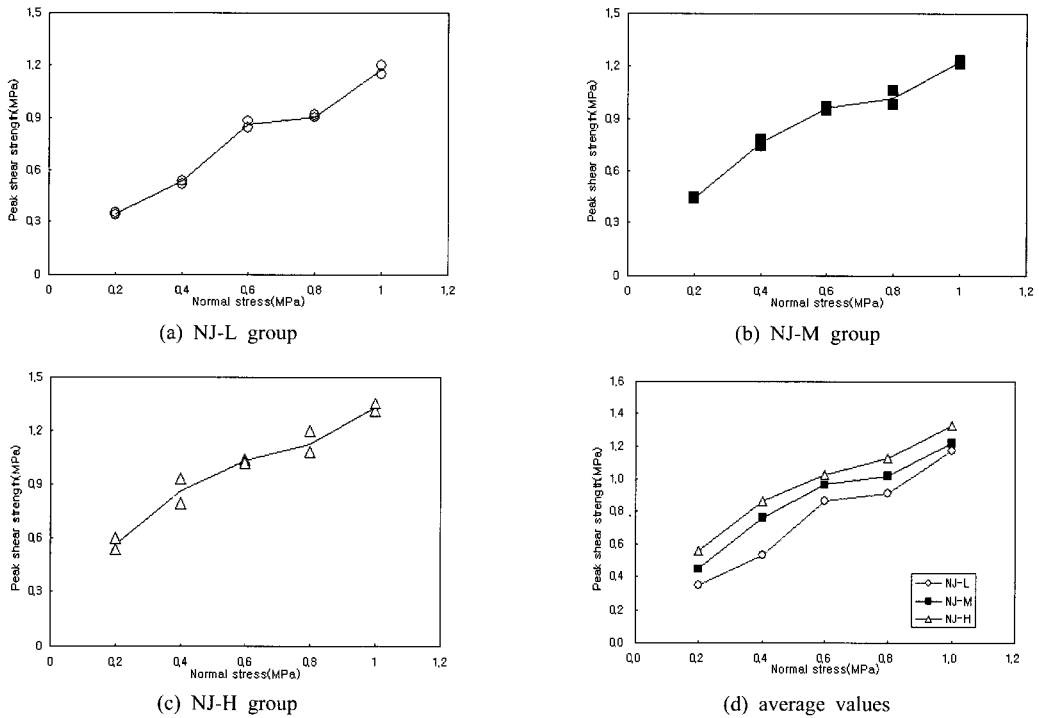 1,5
1,2
0,9
0,6
0,3
0
Peak shear strength(MPa)
0 0,2 0,4 0,6 0,8 1 1,2
Normal stress(MPa)
(a) NJ-L group
1,5
1,2
0,9
0,6
0,3
0
Peak shear strength(MPa)
0 0,2 0,4 0,6 0,8 1 1,2
Normal stress(MPa)
(b) NJ-M group
1,5
1,2
0,9
0,6
0,3
0
Peak shear strength(MPa)
0 0,2 0,4 0,6 0,8 1 1,2
Normal stress(MPa)
(c) NJ-H group
1,6
1,4
1,2
1,0
0,8
0,6
0,4
0,2
0,0
Peak shear strength(MPa)
NJ-L
NJ-M
NJ-H
0,0 0,2 0,4 0,6 0,8 1,0 1,2
Normal stress(MPa)
(d) average values